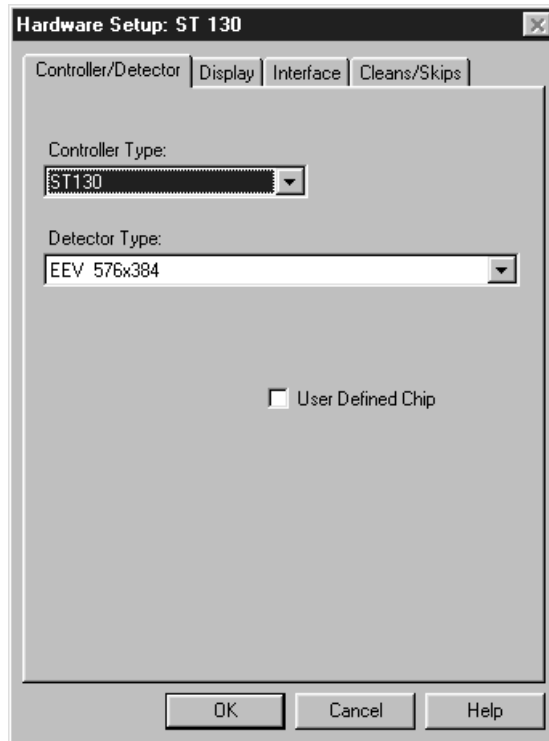 Hardware Setup: ST 130
Controller/Detector Display Interface Cleans/Skips
Controller Type:
ST130
Detector Type:
EEV 576x384
User Defined Chip
OK Cancel Help